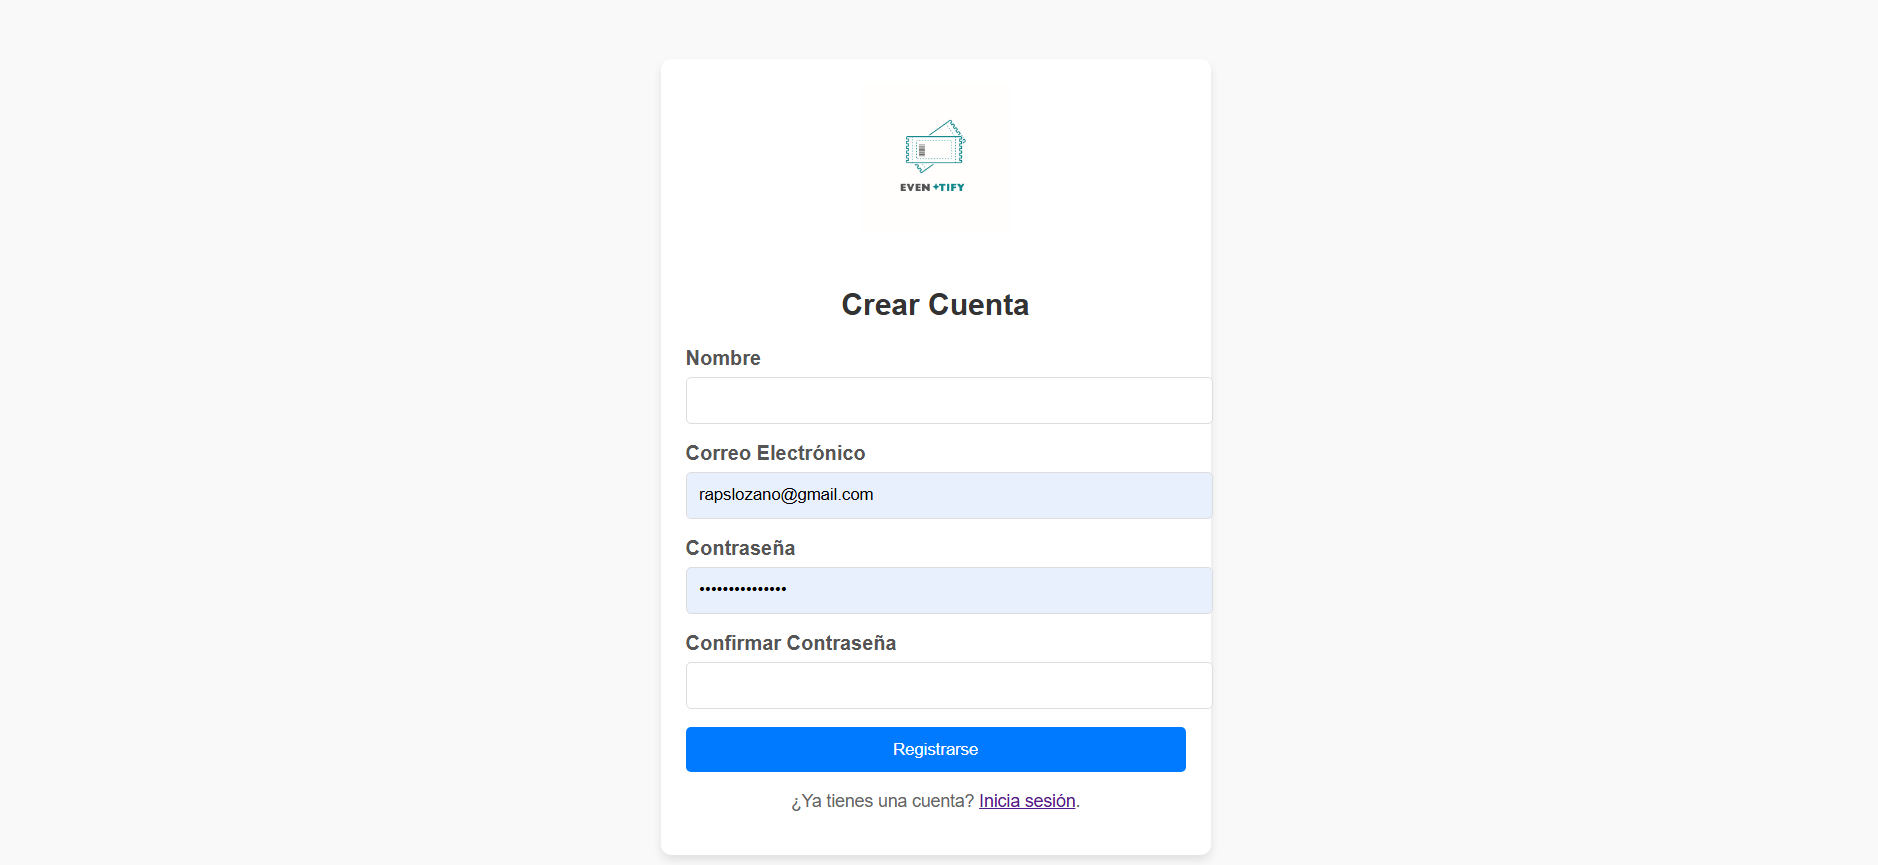 EVEN+TIFY
Crear Cuenta
Nombre
Correo Electrónico
rapslozano@gmail.com
Contraseña
•••••••••••••••
Confirmar Contraseña
Registrarse
¿Ya tienes una cuenta? Inicia sesión.